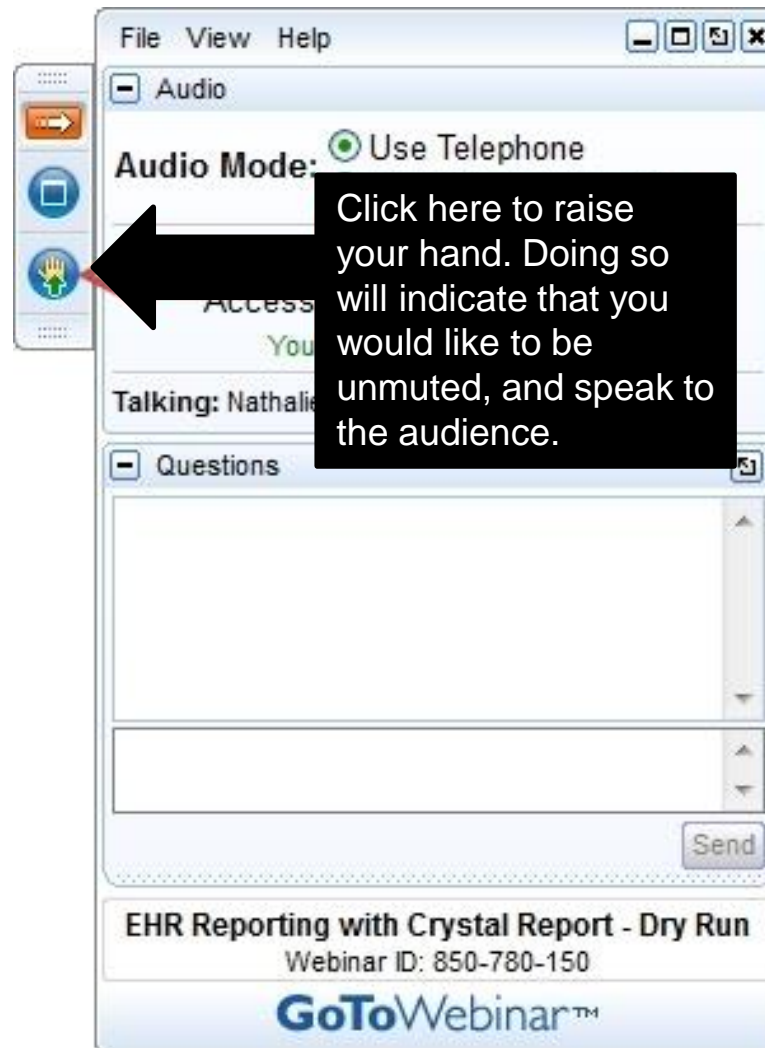 File View Help
Audio
Audio Mode: Use Telephone
Click here to raise
your hand. Doing so
will indicate that you
would like to be
unmuted, and speak to
the audience.
Access
You
Talking: Nathalie
Questions
Send
EHR Reporting with Crystal Report - Dry Run
Webinar ID: 850-780-150
GoToWebinar™